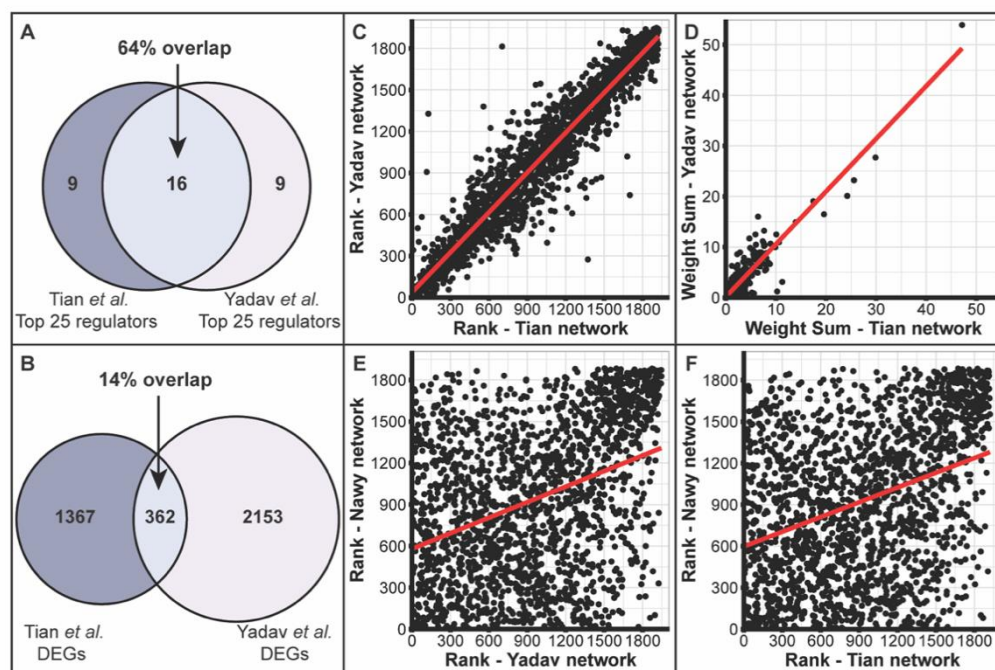 A
64% overlap
9
16
9
Tian et al.
Top 25 regulators
Yadav et al.
Top 25 regulators
B
14% overlap
1367
362
2153
Tian et al.
DEGs
Yadav et al.
DEGs
C
Rank - Yadav network
1800
1500
1200
900
600
300
0
0 300 600 900 1200 1500 1800
Rank - Tian network
D
Weight Sum - Yadav network
50
40
30
20
10
0
0 10 20 30 40 50
Weight Sum - Tian network
E
Rank - Nawy network
1800
1500
1200
900
600
300
0
0 300 600 900 1200 1500 1800
Rank - Yadav network
F
Rank - Nawy network
1800
1500
1200
900
600
300
0
0 300 600 900 1200 1500 1800
Rank - Tian network